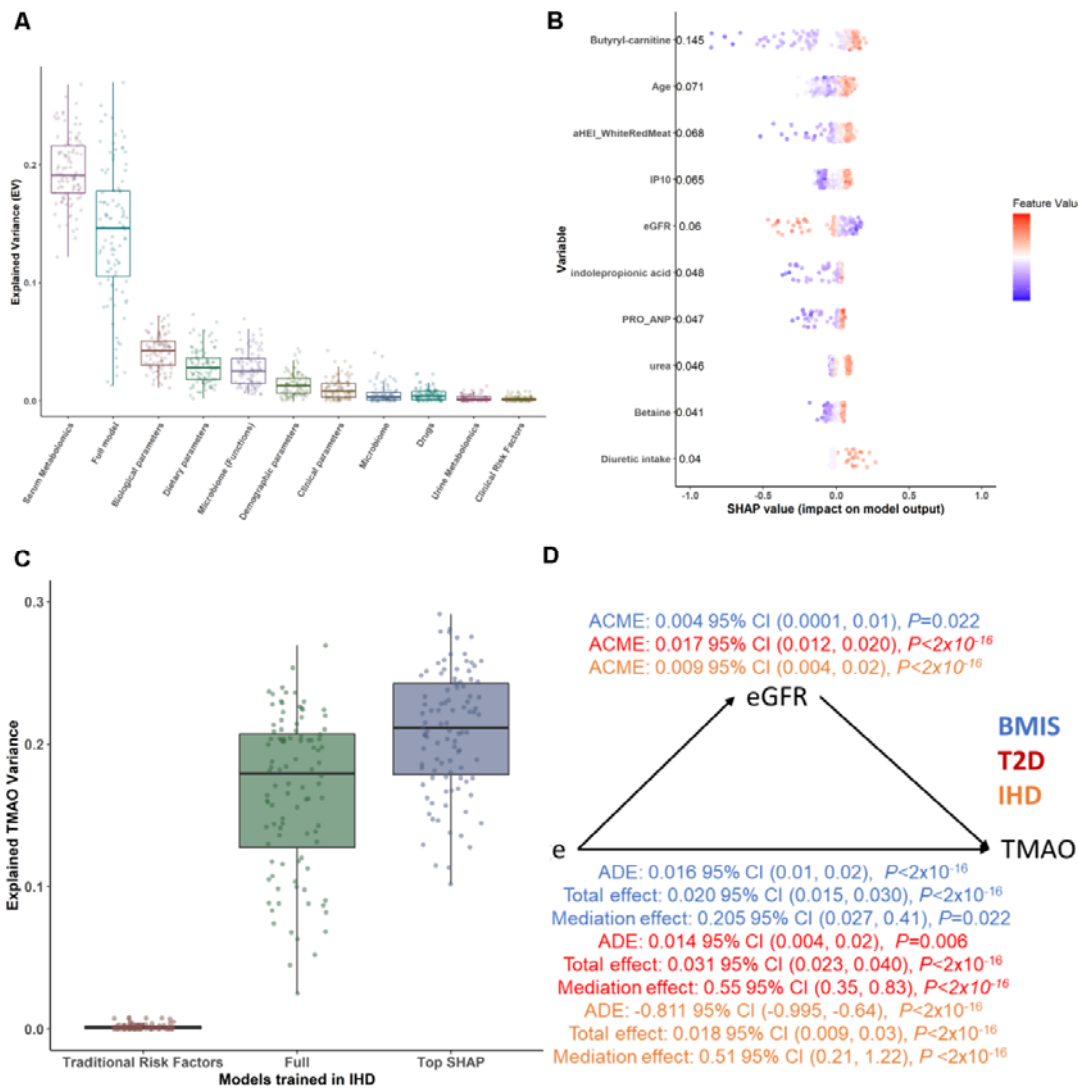 A
Explained Variance (EV)
0.2
0.1
0.0
Serum Metabolomics
Full model
Biological parameters
Dietary parameters
Microbiome (Functions)
Demographic parameters
Clinical parameters
Microbiome
Drugs
Urine Metabolomics
Clinical Risk Factors
B
Variable
Butyryl-carnitine 0.145
Age 0.071
aHEI_WhiteRedMeat 0.068
IP10 0.065
eGFR 0.06
indolepropionic acid 0.048
PRO_ANP 0.047
urea 0.046
Betaine 0.041
Diuretic intake 0.04
-1.0 -0.5 0.0 0.5 1.0
SHAP value (impact on model output)
Feature Valu
C
Explained TMAO Variance
0.3
0.2
0.1
0.0
Traditional Risk Factors Full Top SHAP
Models trained in IHD
D
ACME: 0.004 95% CI (0.0001, 0.01), P=0.022
ACME: 0.017 95% CI (0.012, 0.020), P<2x10⁻¹⁶
ACME: 0.009 95% CI (0.004, 0.02), P<2x10⁻¹⁶
eGFR
BMIS
T2D
IHD
e TMAO
ADE: 0.016 95% CI (0.01, 0.02), P<2x10⁻¹⁶
Total effect: 0.020 95% CI (0.015, 0.030), P<2x10⁻¹⁶
Mediation effect: 0.205 95% CI (0.027, 0.41), P=0.022
ADE: 0.014 95% CI (0.004, 0.02), P=0.006
Total effect: 0.031 95% CI (0.023, 0.040), P<2x10⁻¹⁶
Mediation effect: 0.55 95% CI (0.35, 0.83), P<2x10⁻¹⁶
ADE: -0.811 95% CI (-0.995, -0.64), P<2x10⁻¹⁶
Total effect: 0.018 95% CI (0.009, 0.03), P<2x10⁻¹⁶
Mediation effect: 0.51 95% CI (0.21, 1.22), P<2x10⁻¹⁶